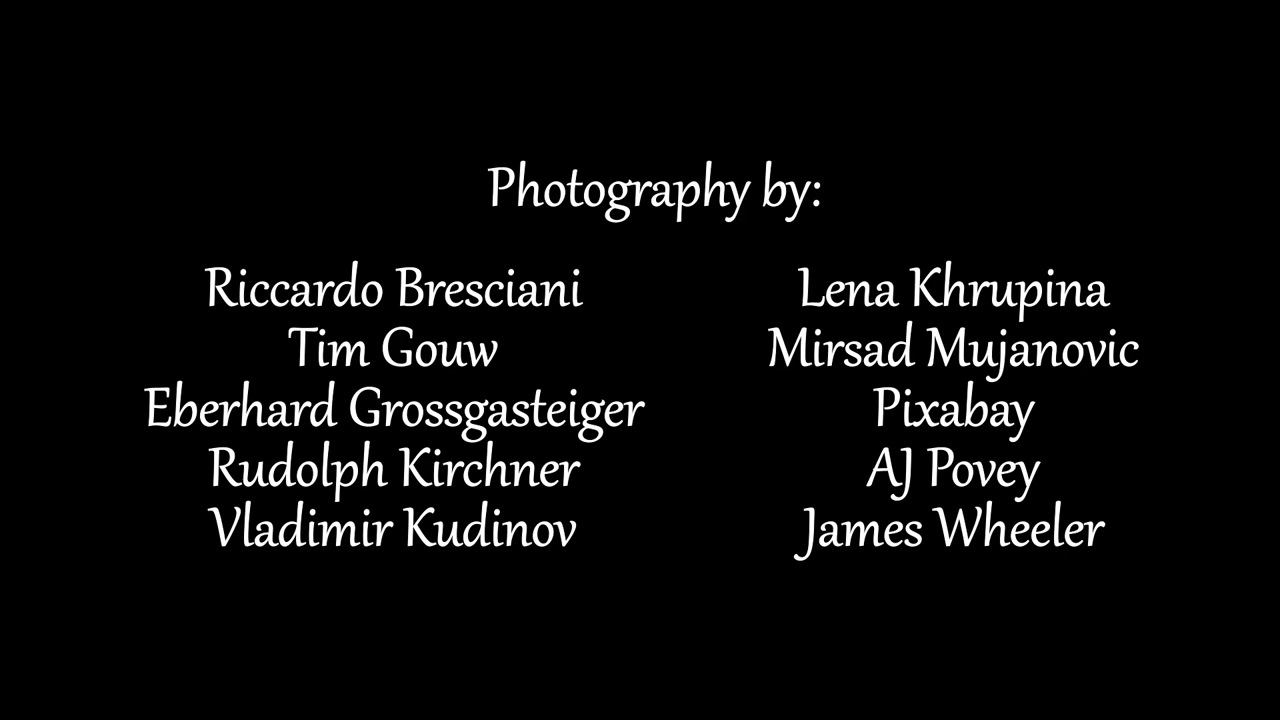 Photography by:
Riccardo Bresciani
Tim Gouw
Eberhard Grossgasteiger
Rudolph Kirchner
Vladimir Kudinov
Lena Khrupina
Mirsad Mujanovic
Pixabay
AJ Povey
James Wheeler